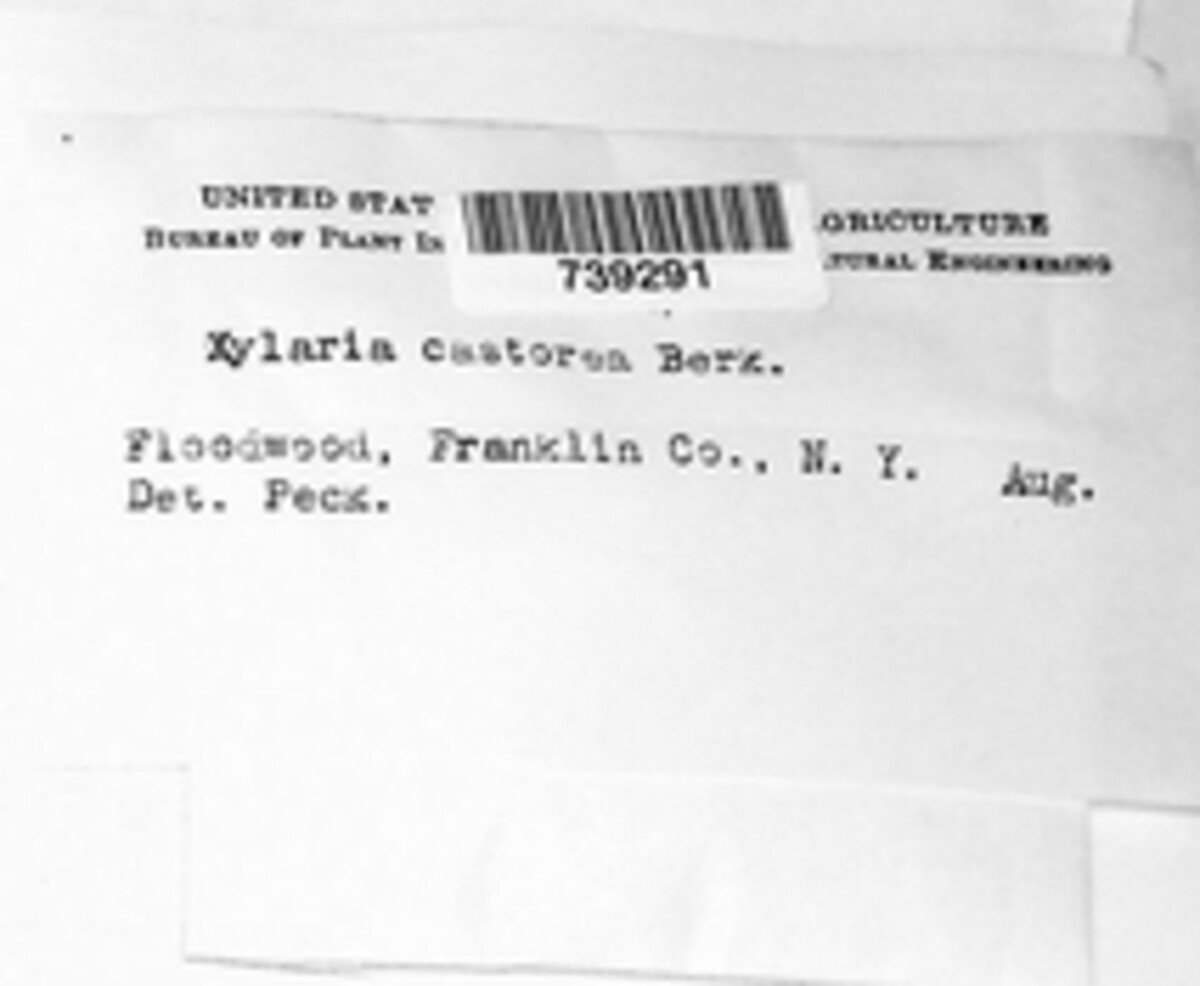 UNITED STAT GRICULTURE
BUREAU OF PLANT IN TURAL ENGINEERING
739291
Xylaria castorea Berk.
Floodwood, Franklin Co., N. Y. Aug.
Det. Peck.